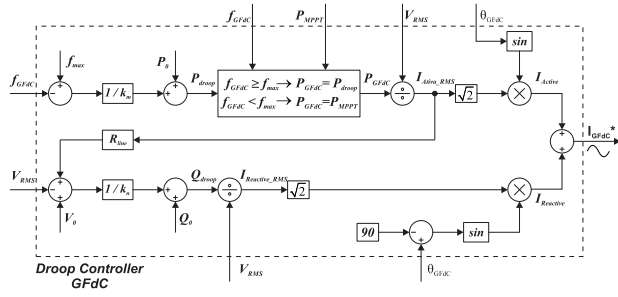 f_GFdC P_MPPT V_RMS θ_GFdC
f_max P_0 sin
f_GFdC P_droop f_GFdC ≥ f_max → P_GFdC = P_droop P_GFdC I_Ativa_RMS I_Active
− + 1/k_m + + f_GFdC < f_max → P_GFdC = P_MPPT ÷ √2 ×
R_line + + I_GFdC*
V_RMS1 Q_droop I_Reactive_RMS
− + + 1/k_n + + ÷ √2 × I_Reactive
V_0 Q_0 90 − + sin
Droop Controller
GFdC
V_RMS θ_GFdC